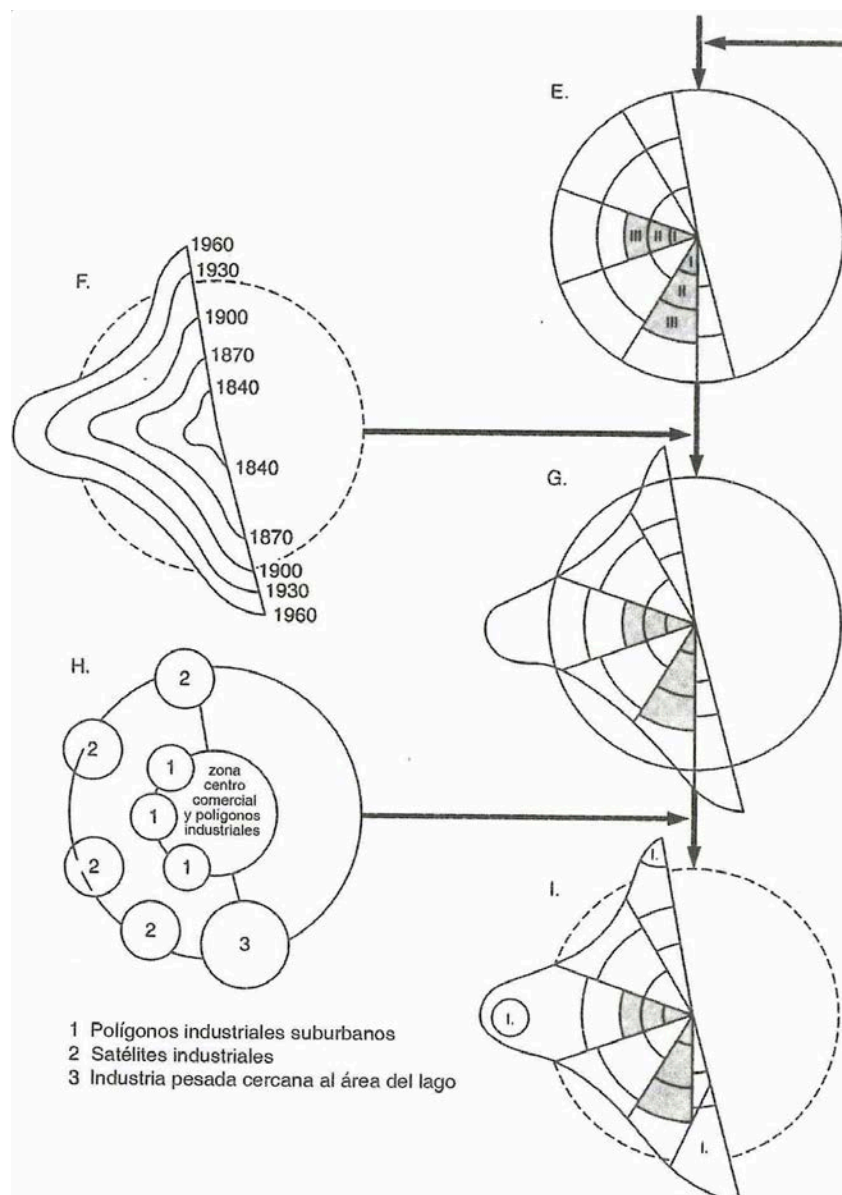 E.
III II I.
I
II
III
F.
1960
1930
1900
1870
1840
1840
1870
1900
1930
1960
G.
H.
2
2
1
zona
centro
comercial
y polígonos
industriales
1
1
2
2
3
1 Polígonos industriales suburbanos
2 Satélites industriales
3 Industria pesada cercana al área del lago
I.
I.
I.
I.